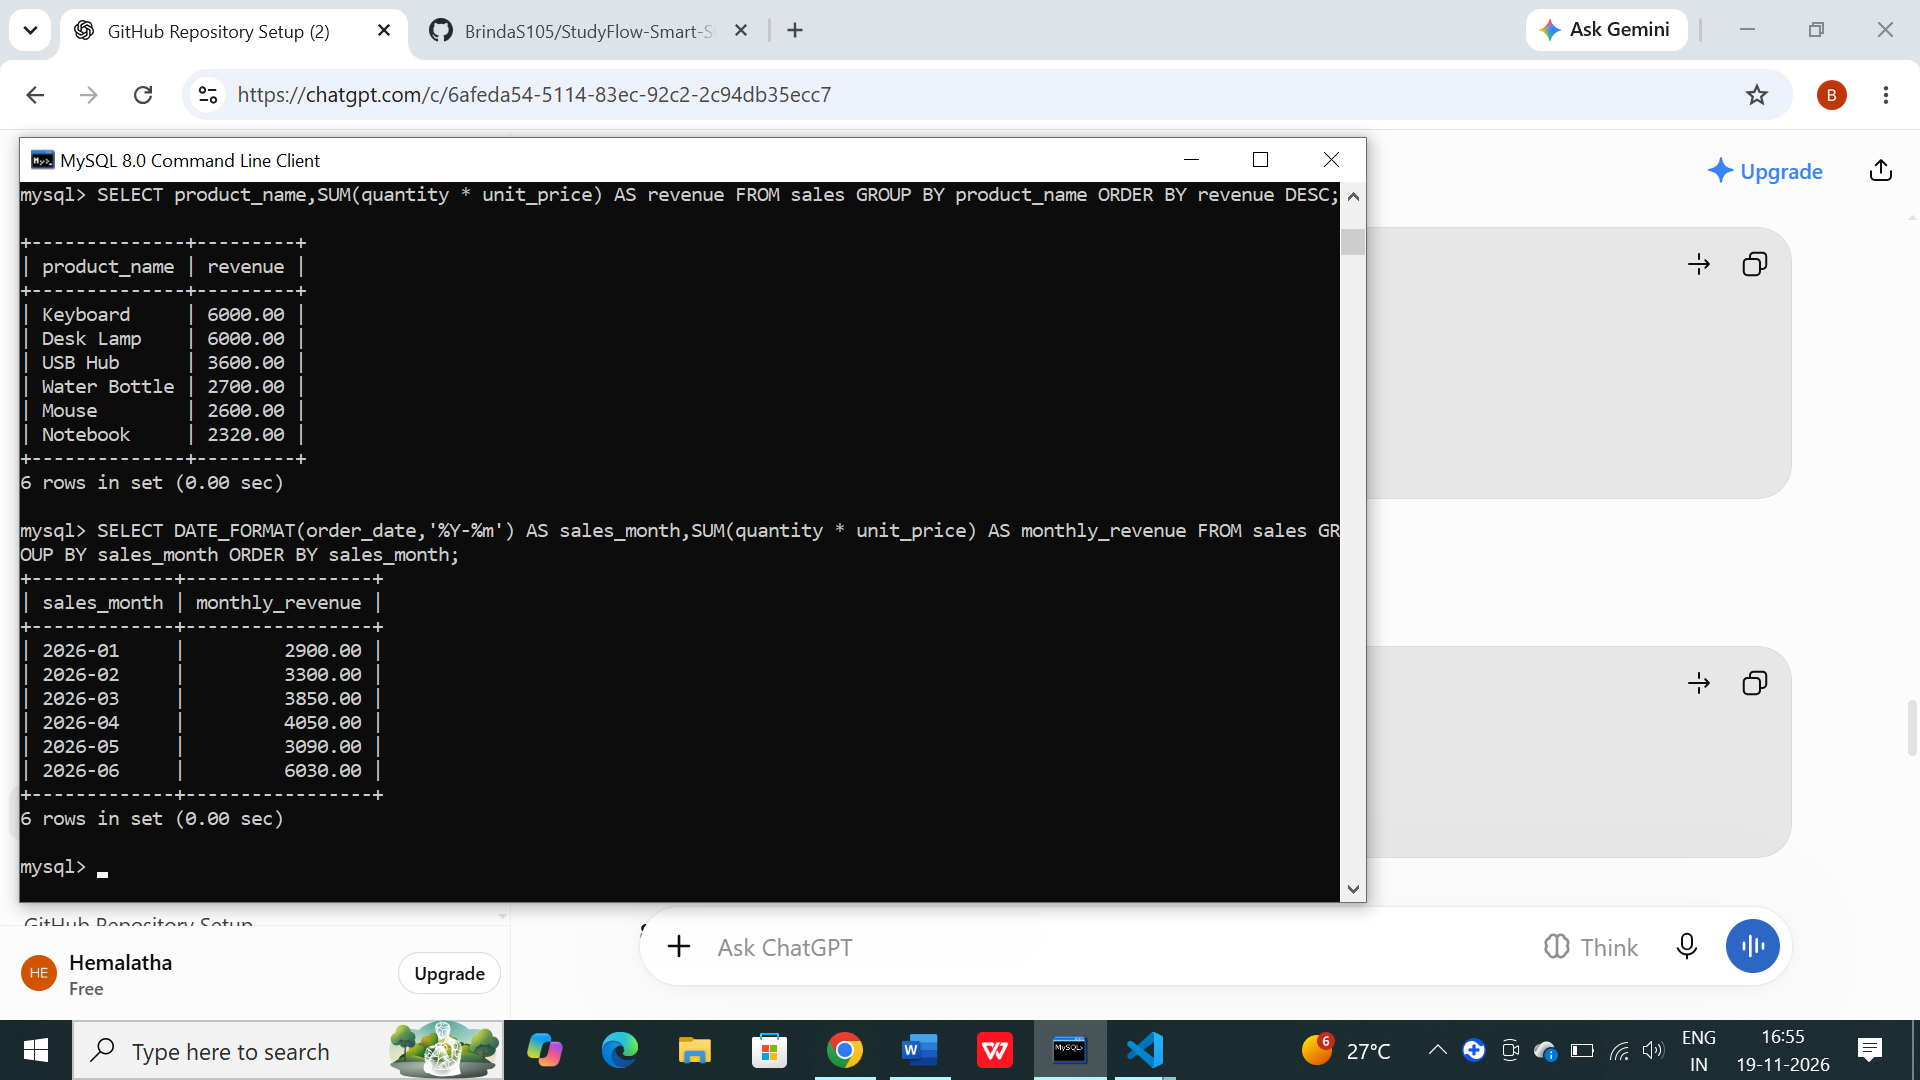 GitHub Repository Setup (2)
BrindaS105/StudyFlow-Smart-S
Ask Gemini
https://chatgpt.com/c/6afeda54-5114-83ec-92c2-2c94db35ecc7
B
MySQL 8.0 Command Line Client
Upgrade
mysql> SELECT product_name,SUM(quantity * unit_price) AS revenue FROM sales GROUP BY product_name ORDER BY revenue DESC;
+--------------+---------+
| product_name | revenue |
+--------------+---------+
| Keyboard     | 6000.00 |
| Desk Lamp    | 6000.00 |
| USB Hub      | 3600.00 |
| Water Bottle | 2700.00 |
| Mouse        | 2600.00 |
| Notebook     | 2320.00 |
+--------------+---------+
6 rows in set (0.00 sec)
mysql> SELECT DATE_FORMAT(order_date,'%Y-%m') AS sales_month,SUM(quantity * unit_price) AS monthly_revenue FROM sales GR
OUP BY sales_month ORDER BY sales_month;
+-------------+-----------------+
| sales_month | monthly_revenue |
+-------------+-----------------+
| 2026-01     |         2900.00 |
| 2026-02     |         3300.00 |
| 2026-03     |         3850.00 |
| 2026-04     |         4050.00 |
| 2026-05     |         3090.00 |
| 2026-06     |         6030.00 |
+-------------+-----------------+
6 rows in set (0.00 sec)
mysql>
GitHub Repository Setup
HE
Hemalatha
Free
Upgrade
Ask ChatGPT
Think
Type here to search
6
27°C
ENG
IN
16:55
19-11-2026